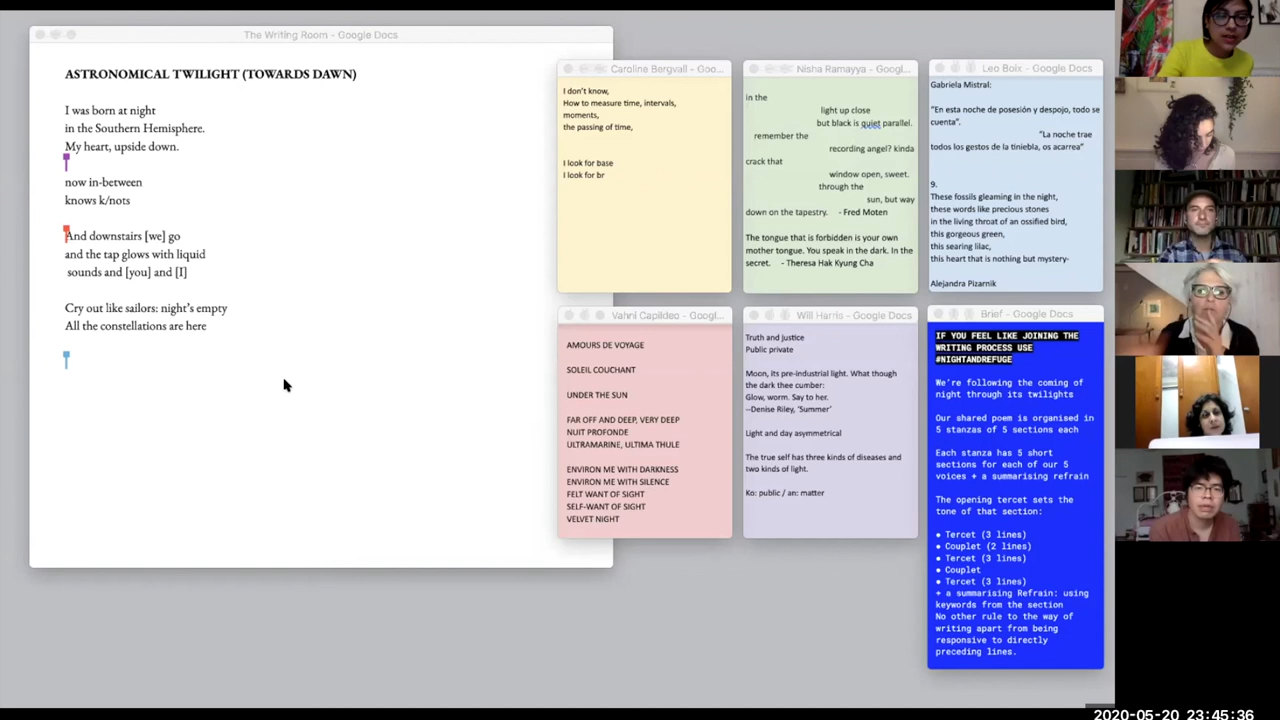 The Writing Room - Google Docs
ASTRONOMICAL TWILIGHT (TOWARDS DAWN)
I was born at night
in the Southern Hemisphere.
My heart, upside down.
now in-between
knows k/nots
And downstairs [we] go
and the tap glows with liquid
sounds and [you] and [I]
Cry out like sailors: night's empty
All the constellations are here
Caroline Bergvall - Goo...
I don't know,
How to measure time, intervals,
moments,
the passing of time,
I look for base
I look for br
Nisha Ramayya - Googl...
in the
light up close
but black is quiet parallel.
remember the
recording angel? kinda
crack that
window open, sweet.
through the
sun, but way
down on the tapestry. - Fred Moten
The tongue that is forbidden is your own
mother tongue. You speak in the dark. In the
secret. - Theresa Hak Kyung Cha
Leo Boix - Google Docs
Gabriela Mistral:
"En esta noche de posesión y despojo, todo se
cuenta".
"La noche trae
todos los gestos de la tiniebla, os acarrea"
9.
These fossils gleaming in the night,
these words like precious stones
in the living throat of an ossified bird,
this gorgeous green,
this searing lilac,
this heart that is nothing but mystery-
Alejandra Pizarnik
Vahni Capildeo - Googl...
AMOURS DE VOYAGE
SOLEIL COUCHANT
UNDER THE SUN
FAR OFF AND DEEP, VERY DEEP
NUIT PROFONDE
ULTRAMARINE, ULTIMA THULE
ENVIRON ME WITH DARKNESS
ENVIRON ME WITH SILENCE
FELT WANT OF SIGHT
SELF-WANT OF SIGHT
VELVET NIGHT
Will Harris - Google Docs
Truth and Justice
Public private
Moon, its pre-industrial light. What though
the dark thee cumber:
Glow, worm. Say to her.
--Denise Riley, 'Summer'
Light and day asymmetrical
The true self has three kinds of diseases and
two kinds of light.
Ko: public / an: matter
Brief - Google Docs
IF YOU FEEL LIKE JOINING THE
WRITING PROCESS USE
#NIGHTANDREFUGE
We're following the coming of
night through its twilights
Our shared poem is organised in
5 stanzas of 5 sections each
Each stanza has 5 short
sections for each of our 5
voices + a summarising refrain
The opening tercet sets the
tone of that section:
● Tercet (3 lines)
● Couplet (2 lines)
● Tercet (3 lines)
● Couplet
● Tercet (3 lines)
+ a summarising Refrain: using
keywords from the section
No other rule to the way of
writing apart from being
responsive to directly
preceding lines.
2020-05-20 23:45:36